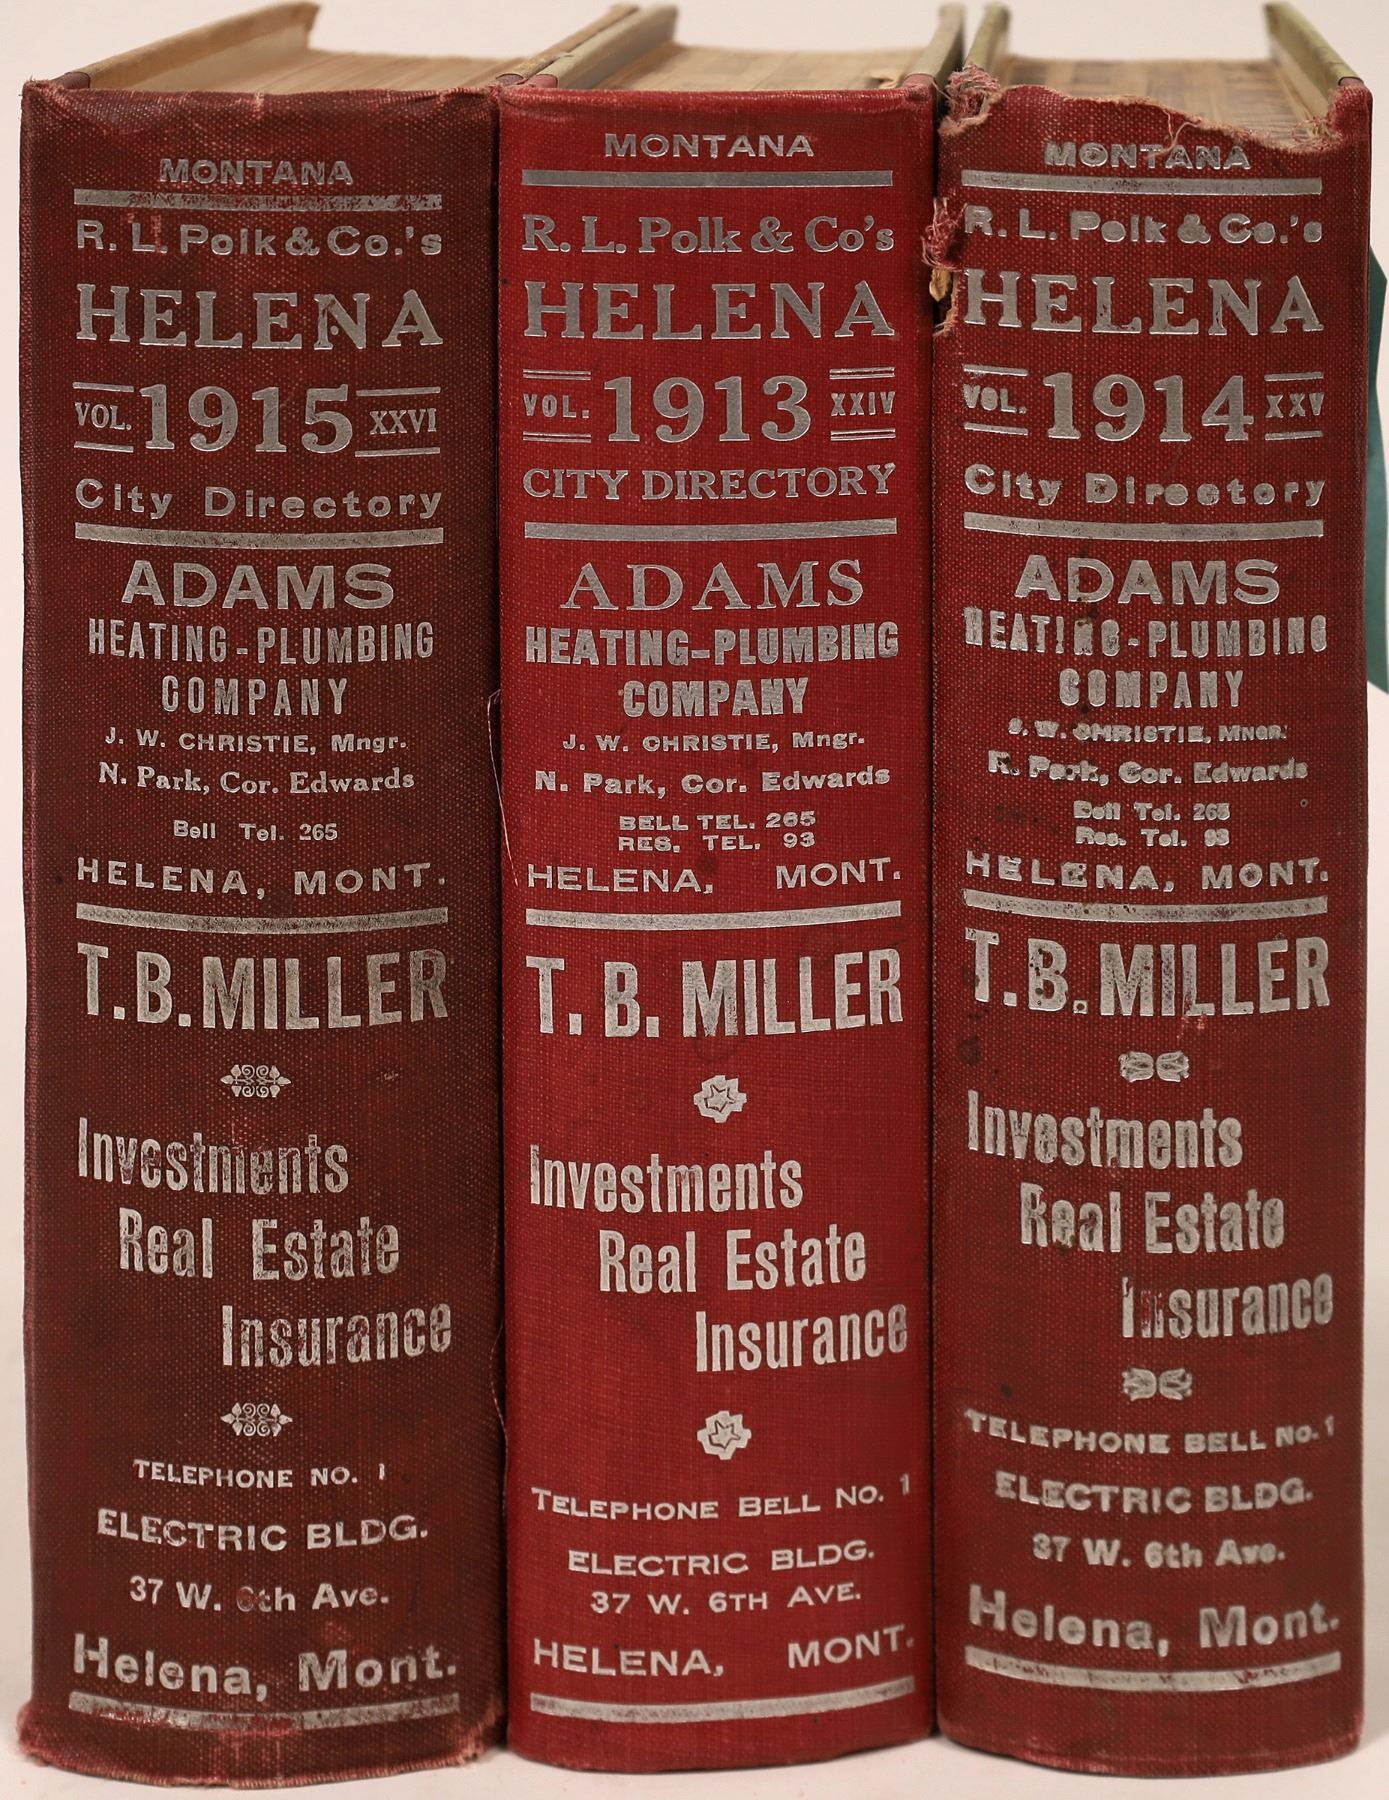 MONTANA
R. L. Polk & Co.'s
HELENA
VOL. 1915 XXVI
City Directory
ADAMS
HEATING-PLUMBING
COMPANY
J. W. CHRISTIE, Mngr.
N. Park, Cor. Edwards
Bell Tel. 265
HELENA, MONT.
T.B. MILLER
Investments
Real Estate
Insurance
TELEPHONE NO. 1
ELECTRIC BLDG.
37 W. 6th Ave.
Helena, Mont.
MONTANA
R. L. Polk & Co's
HELENA
VOL. 1913 XXIV
CITY DIRECTORY
ADAMS
HEATING-PLUMBING
COMPANY
J. W. CHRISTIE, Mngr.
N. Park, Cor. Edwards
BELL TEL. 265
RES. TEL. 93
HELENA, MONT.
T. B. MILLER
Investments
Real Estate
Insurance
TELEPHONE BELL NO. 1
ELECTRIC BLDG.
37 W. 6TH AVE.
HELENA, MONT.
MONTANA
R. L. Polk & Co.'s
HELENA
VOL. 1914 XXV
City Directory
ADAMS
HEATING-PLUMBING
COMPANY
J. W. CHRISTIE, MNGR.
N. Park, Cor. Edwards
Bell Tel. 265
Res. Tel. 93
HELENA, MONT.
T.B. MILLER
Investments
Real Estate
Insurance
TELEPHONE BELL NO. 1
ELECTRIC BLDG.
37 W. 6th Ave.
Helena, Mont.